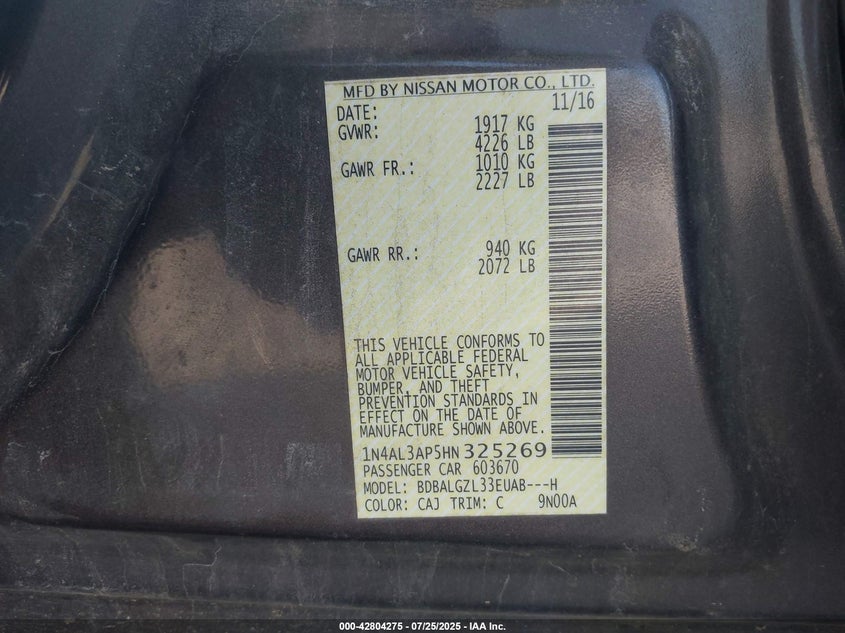 MFD BY NISSAN MOTOR CO., LTD.
DATE: 11/16
GVWR: 1917 KG
4226 LB
GAWR FR.: 1010 KG
2227 LB
GAWR RR.: 940 KG
2072 LB
THIS VEHICLE CONFORMS TO
ALL APPLICABLE FEDERAL
MOTOR VEHICLE SAFETY,
BUMPER, AND THEFT
PREVENTION STANDARDS IN
EFFECT ON THE DATE OF
MANUFACTURE SHOWN ABOVE.
1N4AL3AP5HN325269
PASSENGER CAR 603670
MODEL: BDBALGZL33EUAB---H
COLOR: CAJ TRIM: C 9N00A
000-42804275 - 07/25/2025 - IAA Inc.